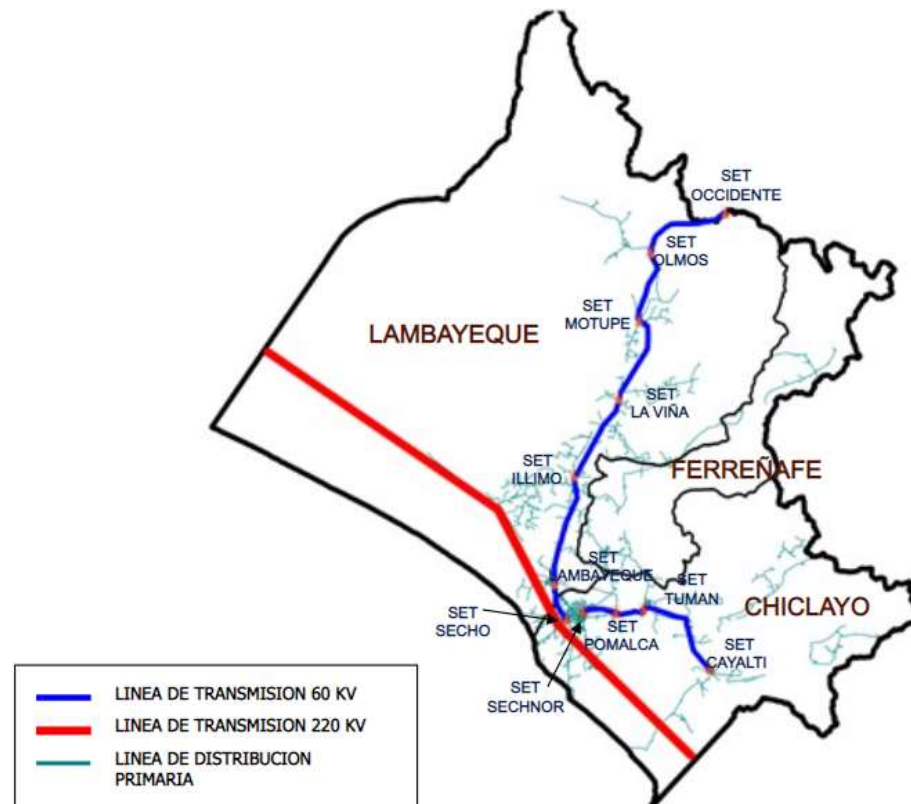 SET
OCCIDENTE
SET
OLMOS
SET
MOTUPE
LAMBAYEQUE
SET
LA VIÑA
SET
ILLIMO
FERREÑAFE
SET
LAMBAYEQUE
SET
TUMAN
CHICLAYO
SET
SECHO
SET
POMALCA
SET
CAYALTI
SET
SECHNOR
LINEA DE TRANSMISION 60 KV
LINEA DE TRANSMISION 220 KV
LINEA DE DISTRIBUCION
PRIMARIA